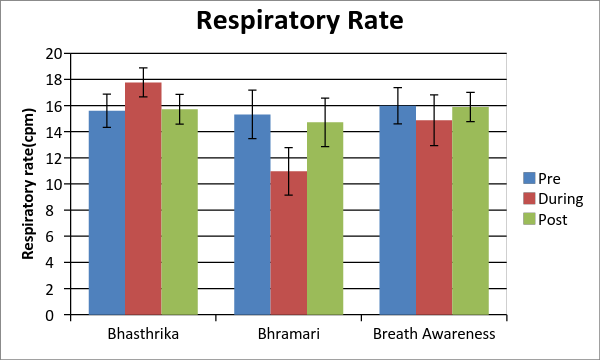 Respiratory Rate
Respiratory rate(cpm)
20
18
16
14
12
10
8
6
4
2
0
Bhasthrika Bhramari Breath Awareness
Pre
During
Post